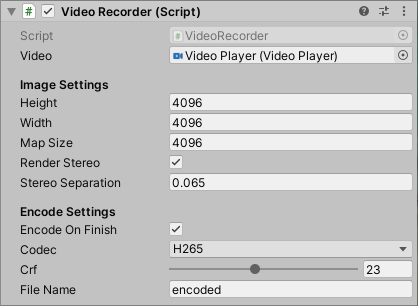 # Video Recorder (Script)
Script # VideoRecorder
Video Video Player (Video Player)
Image Settings
Height 4096
Width 4096
Map Size 4096
Render Stereo
Stereo Separation 0.065
Encode Settings
Encode On Finish
Codec H265
Crf 23
File Name encoded